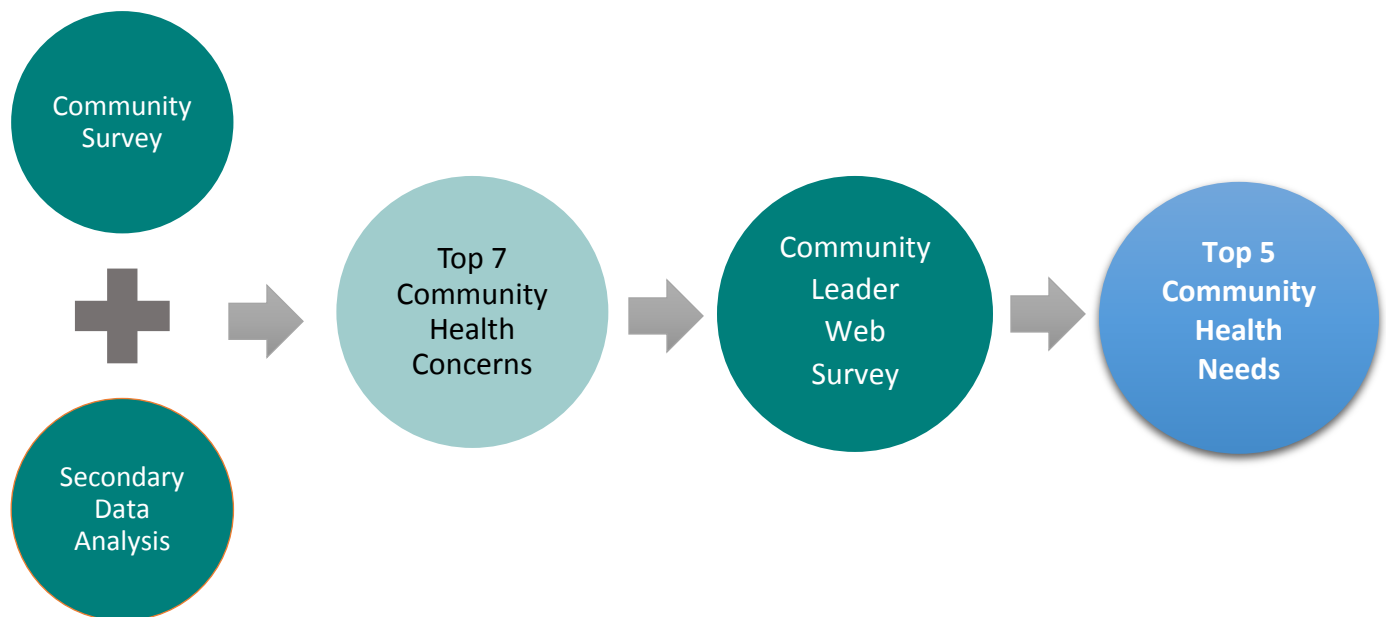 Community
Survey
Secondary
Data
Analysis
Top 7
Community
Health
Concerns
Community
Leader
Web
Survey
Top 5
Community
Health
Needs